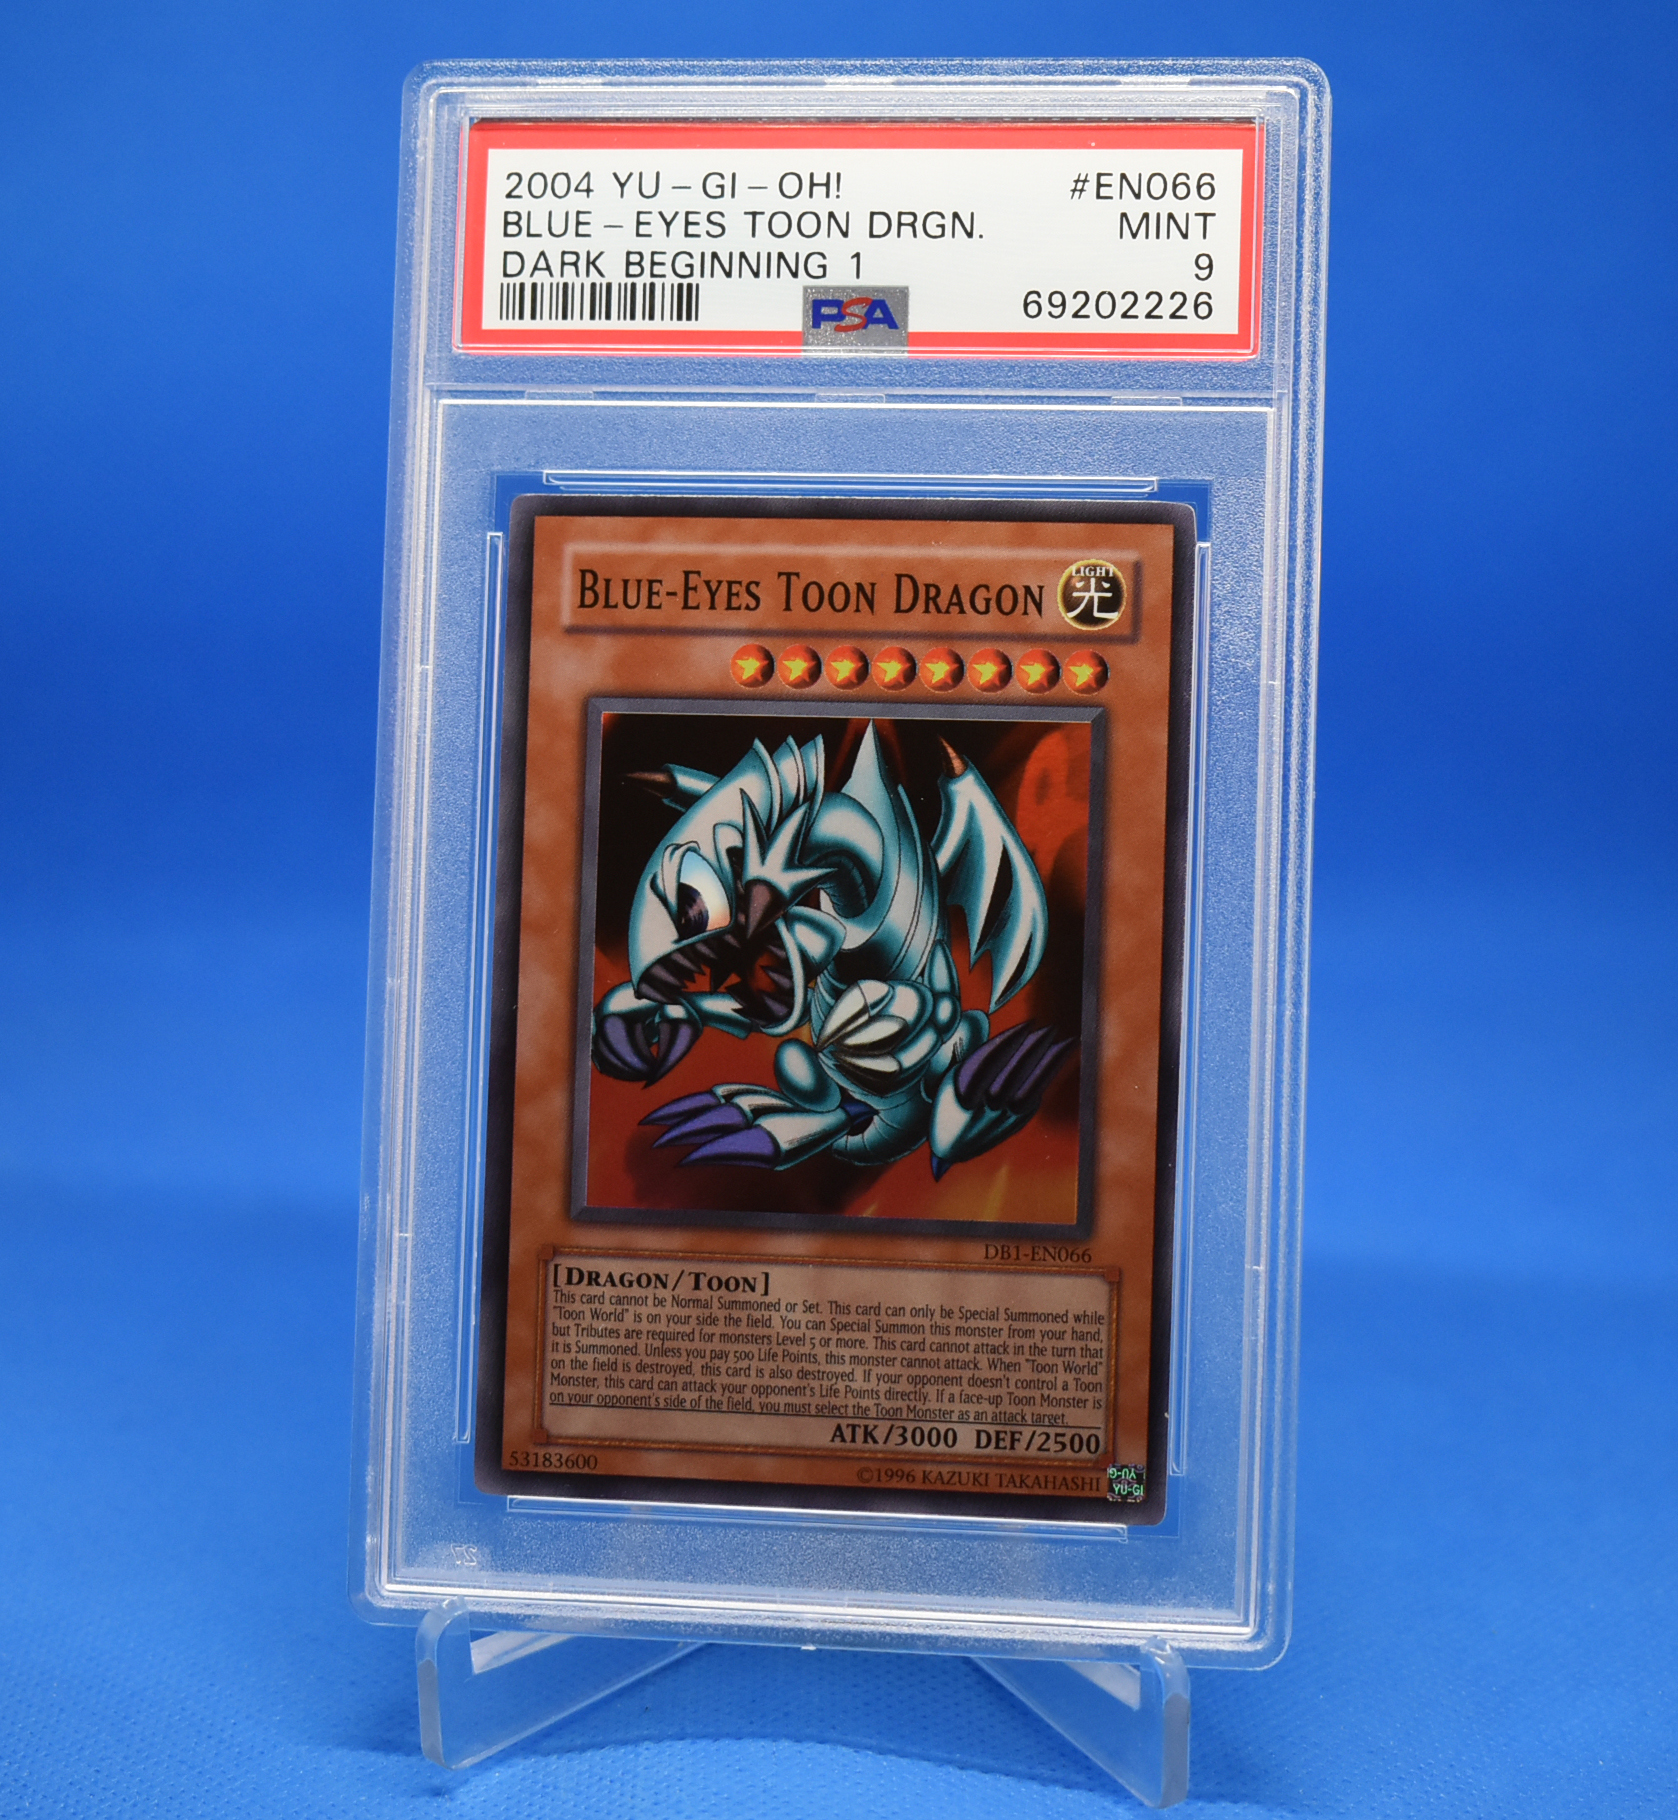 2004 YU-GI-OH! #EN066
BLUE-EYES TOON DRGN. MINT
DARK BEGINNING 1 9
PSA 69202226
BLUE-EYES TOON DRAGON
LIGHT
光
DB1-EN066
[DRAGON/TOON]
This card cannot be Normal Summoned or Set. This card can only be Special Summoned while
"Toon World" is on your side the field. You can Special Summon this monster from your hand,
but Tributes are required for monsters Level 5 or more. This card cannot attack in the turn that
it is Summoned. Unless you pay 500 Life Points, this monster cannot attack. When "Toon World"
on the field is destroyed, this card is also destroyed. If your opponent doesn't control a Toon
Monster, this card can attack your opponent's Life Points directly. If a face-up Toon Monster is
on your opponent's side of the field, you must select the Toon Monster as an attack target.
ATK/3000 DEF/2500
53183600 ©1996 KAZUKI TAKAHASHI
YU-GI
27